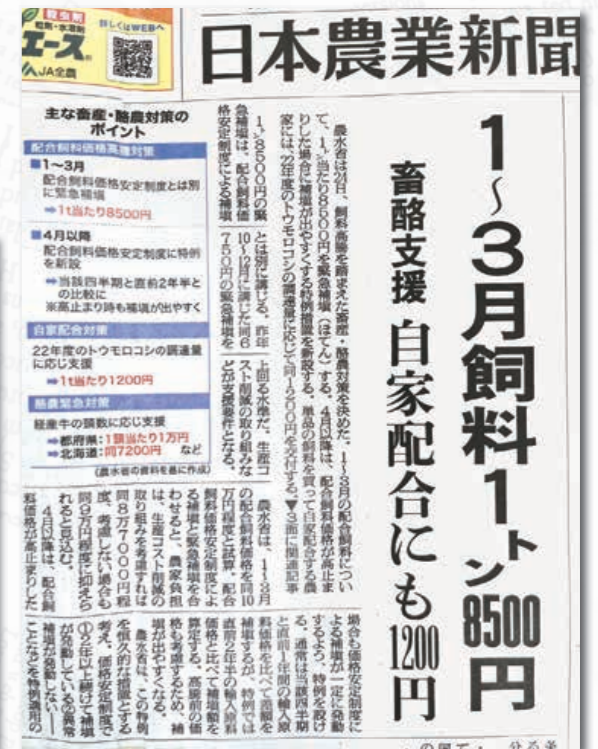 殺虫剤
粒剤・水溶剤
エース
®
JA全農
詳しくはWEBへ
日本農業新聞
1〜3月飼料1トン8500円
畜酪支援 自家配合にも1200円
主な畜産・酪農対策の
ポイント
配合飼料価格高騰対策
■1〜3月
配合飼料価格安定制度とは別
に緊急補塡
➡1t当たり8500円
■4月以降
配合飼料価格安定制度に特例
を新設
➡当該四半期と直前2年半と
の比較に
※高止まり時も補塡が出やすく
自家配合対策
22年度のトウモロコシの調達量
に応じ支援
➡1t当たり1200円
酪農緊急対策
経産牛の頭数に応じ支援
➡都府県：1頭当たり1万円
➡北海道：同7200円 など
(農水省の資料を基に作成)
農水省は24日、飼料高騰を踏まえた畜産・酪農対策を決めた。1〜3月の配合飼料につい
て、1㌧当たり8500円を緊急補塡（ほてん）する。4月以降は、配合飼料価格が高止ま
りした場合に補塡が出やすくする特例措置を新設する。単品の飼料を買って自家配合する農
家には、22年度のトウモロコシの調達量に応じて同1200円を交付する。▼3面に関連記事
1㌧8500円の緊
急補塡は、配合飼料価
格安定制度による補塡
とは別に講じる。昨年
10〜12月に講じた同6
750円の緊急補塡を
上回る水準だ。生産コ
スト削減の取り組みな
どが支援要件となる。
農水省は、1〜3月
の配合飼料価格を同10
万円程度と試算。配合
飼料価格安定制度によ
る補塡と緊急補塡を合
わせると、農家負担
は、生産コスト削減の
取り組みを考慮すれば
同8万7000円程
度、考慮しない場合も
同9万円程度に抑えら
れると見込む。
4月以降は、配合飼
料価格が高止まりした
場合も価格安定制度に
よる補塡が一定に発動
するよう、特例を設け
る。通常は当該四半期
と直前1年間の輸入原
料価格を比べて差額を
補塡するが、特例では
直前2年半の輸入原料
価格と比べて補塡額を
算定する。高騰前の価
格も考慮するため、補
塡が出やすくなる。
農水省は、この特例
を恒久的な措置とする
考え。価格安定制度で
①2年以上続けて補塡
が発動している②異常
補塡が発動しない——
ことなどを特例適用の